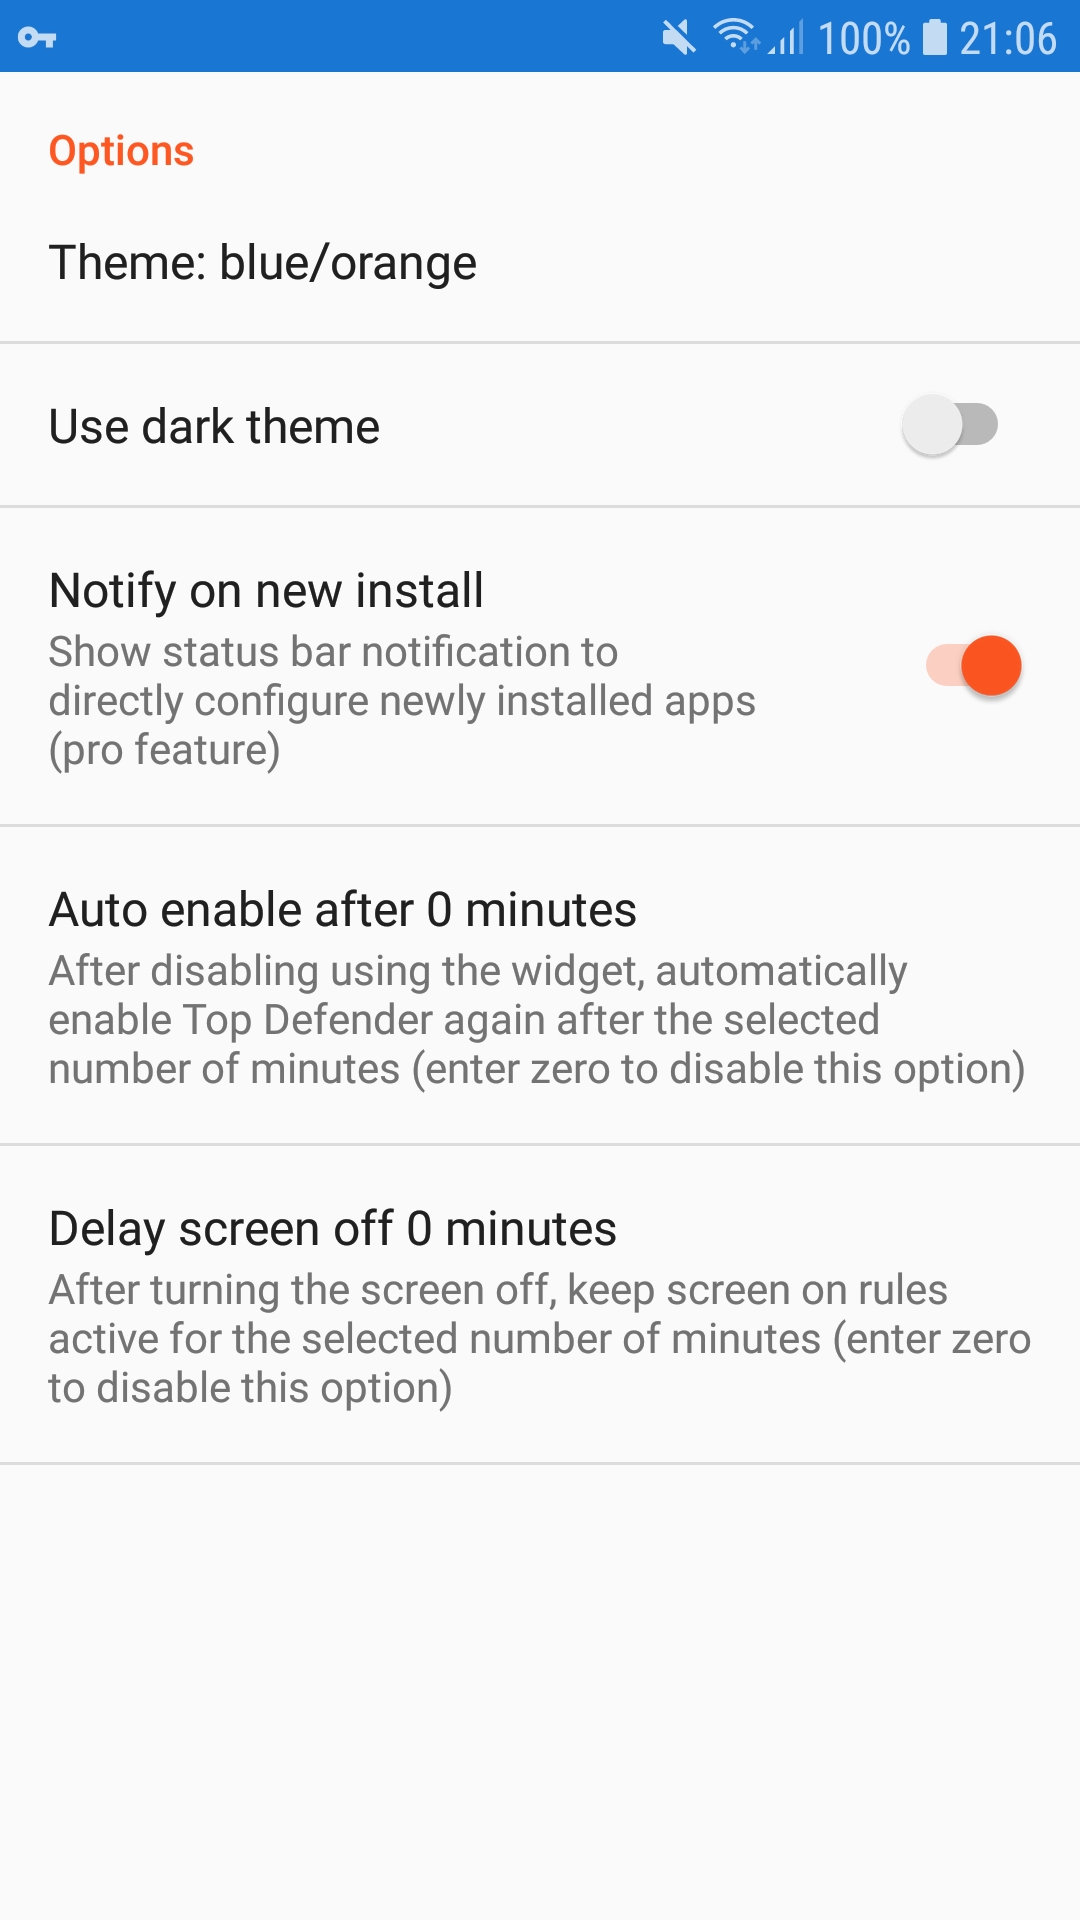 100% 21:06
Options
Theme: blue/orange
Use dark theme
Notify on new install
Show status bar notification to
directly configure newly installed apps
(pro feature)
Auto enable after 0 minutes
After disabling using the widget, automatically
enable Top Defender again after the selected
number of minutes (enter zero to disable this option)
Delay screen off 0 minutes
After turning the screen off, keep screen on rules
active for the selected number of minutes (enter zero
to disable this option)